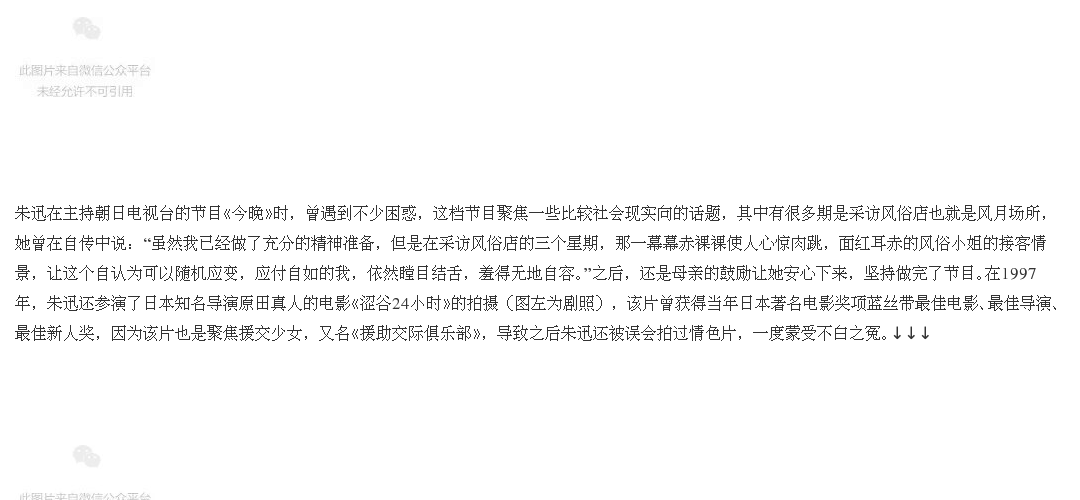 此图片来自微信公众平台
未经允许不可引用
朱迅在主持朝日电视台的节目《今晚》时，曾遇到不少困惑，这档节目聚焦一些比较社会现实向的话题，其中有很多期是采访风俗店也就是风月场所，
她曾在自传中说：“虽然我已经做了充分的精神准备，但是在采访风俗店的三个星期，那一幕幕赤裸裸使人心惊肉跳，面红耳赤的风俗小姐的接客情
景，让这个自认为可以随机应变，应付自如的我，依然瞠目结舌，羞得无地自容。”之后，还是母亲的鼓励让她安心下来，坚持做完了节目。在1997
年，朱迅还参演了日本知名导演原田真人的电影《涩谷24小时》的拍摄（图左为剧照），该片曾获得当年日本著名电影奖项蓝丝带最佳电影、最佳导演、
最佳新人奖，因为该片也是聚焦援交少女，又名《援助交际俱乐部》，导致之后朱迅还被误会拍过情色片，一度蒙受不白之冤。↓↓↓
此图片来自微信公众平台